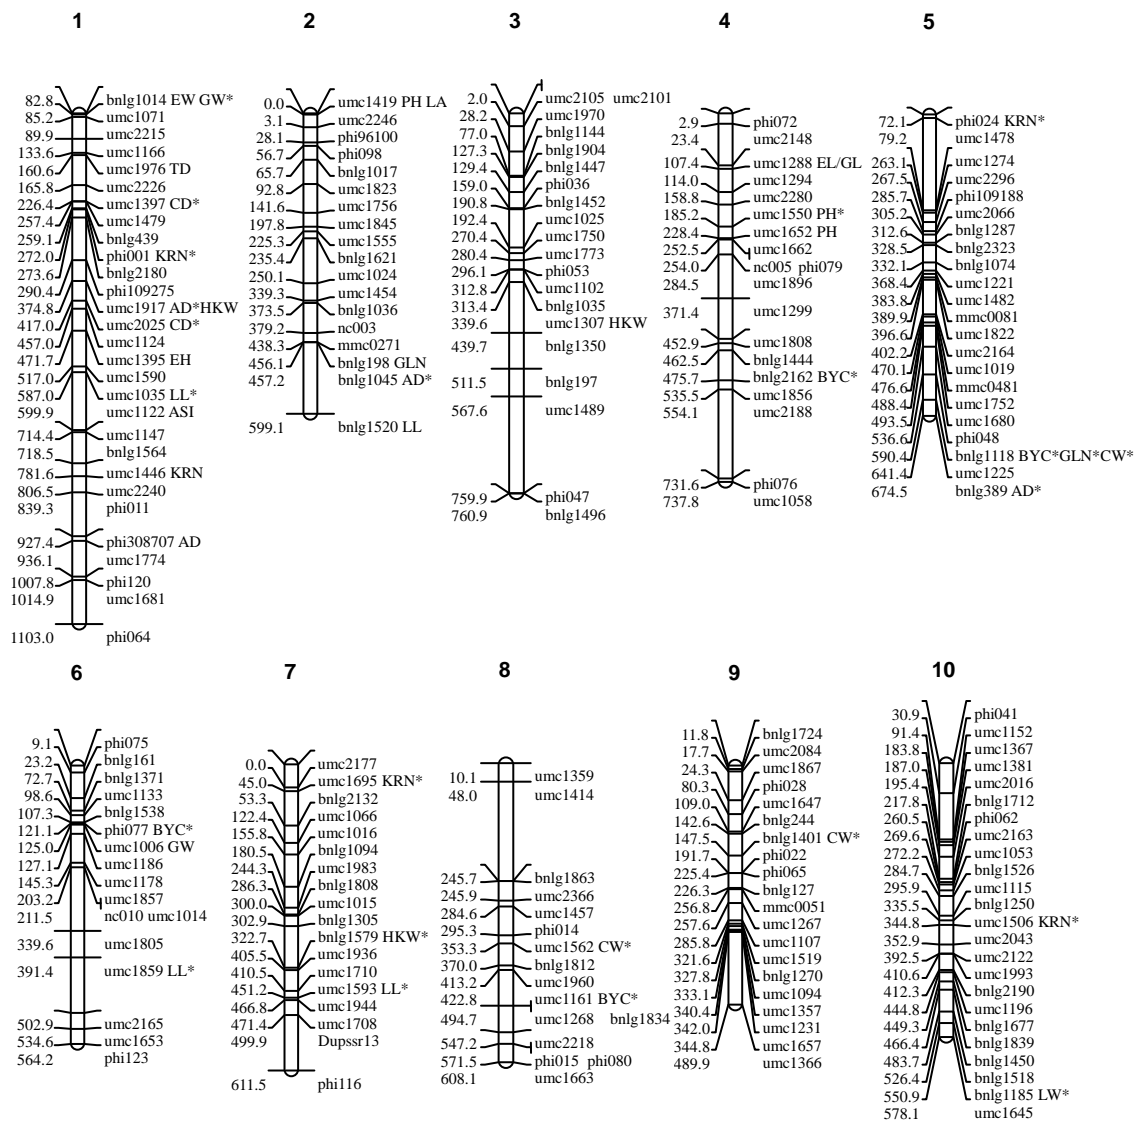 1
82.8 bnlg1014 EW GW*
85.2 umc1071
89.9 umc2215
133.6 umc1166
160.6 umc1976 TD
165.8 umc2226
226.4 umc1397 CD*
257.4 umc1479
259.1 bnlg439
272.0 phi001 KRN*
273.6 bnlg2180
290.4 phi109275
374.8 umc1917 AD*HKW
417.0 umc2025 CD*
457.0 umc1124
471.7 umc1395 EH
517.0 umc1590
587.0 umc1035 LL*
599.9 umc1122 ASI
714.4 umc1147
718.5 bnlg1564
781.6 umc1446 KRN
806.5 umc2240
839.3 phi011
927.4 phi308707 AD
936.1 umc1774
1007.8 phi120
1014.9 umc1681
1103.0 phi064
2
0.0 umc1419 PH LA
3.1 umc2246
28.1 phi96100
56.7 phi098
65.7 bnlg1017
92.8 umc1823
141.6 umc1756
197.8 umc1845
225.3 umc1555
235.4 bnlg1621
250.1 umc1024
339.3 umc1454
373.5 bnlg1036
379.2 nc003
438.3 mmc0271
456.1 bnlg198 GLN
457.2 bnlg1045 AD*
599.1 bnlg1520 LL
3
2.0 umc2105 umc2101
28.2 umc1970
77.0 bnlg1144
127.3 bnlg1904
129.4 bnlg1447
159.0 phi036
190.8 bnlg1452
192.4 umc1025
270.4 umc1750
280.4 umc1773
296.1 phi053
312.8 umc1102
313.4 bnlg1035
339.6 umc1307 HKW
439.7 bnlg1350
511.5 bnlg197
567.6 umc1489
759.9 phi047
760.9 bnlg1496
4
2.9 phi072
23.4 umc2148
107.4 umc1288 EL/GL
114.0 umc1294
158.8 umc2280
185.2 umc1550 PH*
228.4 umc1652 PH
252.5 umc1662
254.0 nc005 phi079
284.5 umc1896
371.4 umc1299
452.9 umc1808
462.5 bnlg1444
475.7 bnlg2162 BYC*
535.5 umc1856
554.1 umc2188
731.6 phi076
737.8 umc1058
5
72.1 phi024 KRN*
79.2 umc1478
263.1 umc1274
267.5 umc2296
285.7 phi109188
305.2 umc2066
312.6 bnlg1287
328.5 bnlg2323
332.1 bnlg1074
368.4 umc1221
383.8 umc1482
389.9 mmc0081
396.6 umc1822
402.2 umc2164
470.1 umc1019
476.6 mmc0481
488.4 umc1752
493.5 umc1680
536.6 phi048
590.4 bnlg1118 BYC*GLN*CW*
641.4 umc1225
674.5 bnlg389 AD*
6
9.1 phi075
23.2 bnlg161
72.7 bnlg1371
98.6 umc1133
107.3 bnlg1538
121.1 phi077 BYC*
125.0 umc1006 GW
127.1 umc1186
145.3 umc1178
203.2 umc1857
211.5 nc010 umc1014
339.6 umc1805
391.4 umc1859 LL*
502.9 umc2165
534.6 umc1653
564.2 phi123
7
0.0 umc2177
45.0 umc1695 KRN*
53.3 bnlg2132
122.4 umc1066
155.8 umc1016
180.5 bnlg1094
244.3 umc1983
286.3 bnlg1808
300.0 umc1015
302.9 bnlg1305
322.7 bnlg1579 HKW*
405.5 umc1936
410.5 umc1710
451.2 umc1593 LL*
466.8 umc1944
471.4 umc1708
499.9 Dupssr13
611.5 phi116
8
10.1 umc1359
48.0 umc1414
245.7 bnlg1863
245.9 umc2366
284.6 umc1457
295.3 phi014
353.3 umc1562 CW*
370.0 bnlg1812
413.2 umc1960
422.8 umc1161 BYC*
494.7 umc1268 bnlg1834
547.2 umc2218
571.5 phi015 phi080
608.1 umc1663
9
11.8 bnlg1724
17.7 umc2084
24.3 umc1867
80.3 phi028
109.0 umc1647
142.6 bnlg244
147.5 bnlg1401 CW*
191.7 phi022
225.4 phi065
226.3 bnlg127
256.8 mmc0051
257.6 umc1267
285.8 umc1107
321.6 umc1519
327.8 bnlg1270
333.1 umc1094
340.4 umc1357
342.0 umc1231
344.8 umc1657
489.9 umc1366
10
30.9 phi041
91.4 umc1152
183.8 umc1367
187.0 umc1381
195.4 umc2016
217.8 bnlg1712
260.5 phi062
269.6 umc2163
272.2 umc1053
284.7 bnlg1526
295.9 umc1115
335.5 bnlg1250
344.8 umc1506 KRN*
352.9 umc2043
392.5 umc2122
410.6 umc1993
412.3 bnlg2190
444.8 umc1196
449.3 bnlg1677
466.4 bnlg1839
483.7 bnlg1450
526.4 bnlg1518
550.9 bnlg1185 LW*
578.1 umc1645